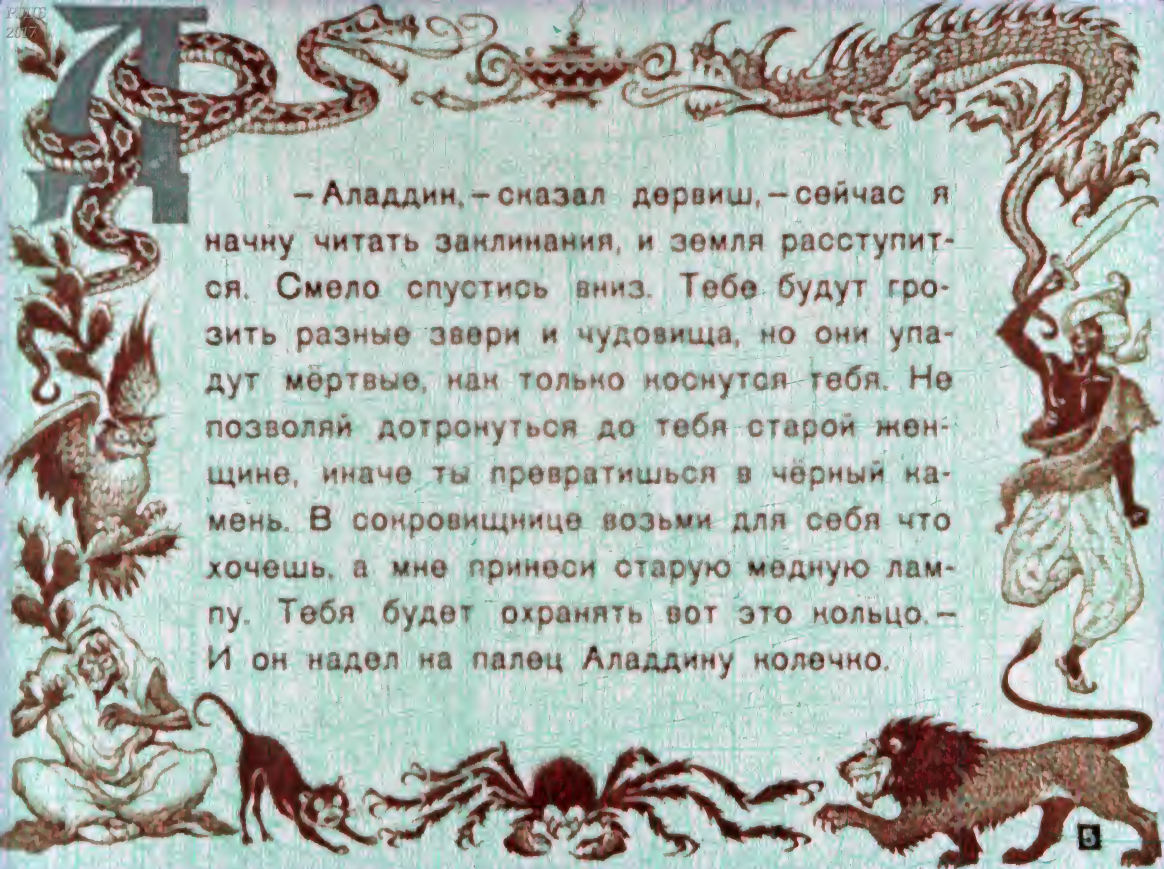 РГДБ
2017
– Аладдин, – сказал дервиш, – сейчас я
начну читать заклинания, и земля расступит-
ся. Смело спустись вниз. Тебе будут гро-
зить разные звери и чудовища, но они упа-
дут мёртвые, как только коснутся тебя. Не
позволяй дотронуться до тебя старой жен-
щине, иначе ты превратишься в чёрный ка-
мень. В сокровищнице возьми для себя что
хочешь, а мне принеси старую медную лам-
пу. Тебя будет охранять вот это кольцо. –
И он надел на палец Аладдину колечко.
5